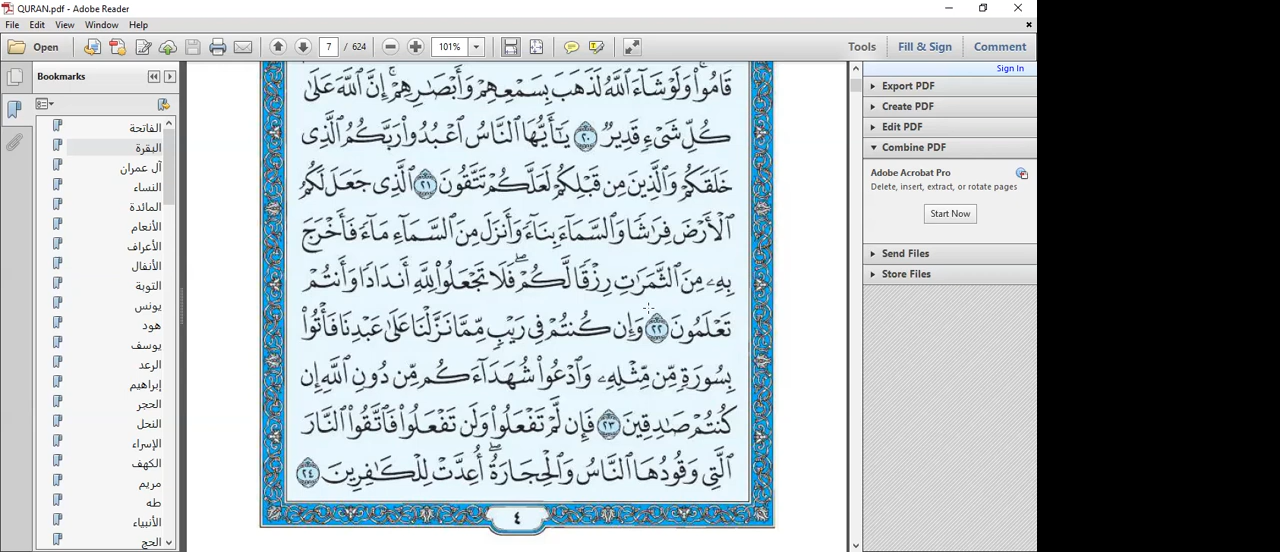 QURAN.pdf - Adobe Reader
File Edit View Window Help
Open 7 / 624 101% Tools Fill & Sign Comment
Bookmarks
Sign In
الفاتحة
البقرة
آل عمران
النساء
المائدة
الأنعام
الأعراف
الأنفال
التوبة
يونس
هود
يوسف
الرعد
إبراهيم
الحجر
النحل
الإسراء
الكهف
مريم
طه
الأنبياء
الحج
قَامُوا۟ ۚ وَلَوْ شَآءَ ٱللَّهُ لَذَهَبَ بِسَمْعِهِمْ وَأَبْصَـٰرِهِمْ ۚ إِنَّ ٱللَّهَ عَلَىٰ
كُلِّ شَىْءٍ قَدِيرٌ ٢٠ يَـٰٓأَيُّهَا ٱلنَّاسُ ٱعْبُدُوا۟ رَبَّكُمُ ٱلَّذِى
خَلَقَكُمْ وَٱلَّذِينَ مِن قَبْلِكُمْ لَعَلَّكُمْ تَتَّقُونَ ٢١ ٱلَّذِى جَعَلَ لَكُمُ
ٱلْأَرْضَ فِرَٰشًا وَٱلسَّمَآءَ بِنَآءً وَأَنزَلَ مِنَ ٱلسَّمَآءِ مَآءً فَأَخْرَجَ
بِهِۦ مِنَ ٱلثَّمَرَٰتِ رِزْقًا لَّكُمْ ۖ فَلَا تَجْعَلُوا۟ لِلَّهِ أَندَادًا وَأَنتُمْ
تَعْلَمُونَ ٢٢ وَإِن كُنتُمْ فِى رَيْبٍ مِّمَّا نَزَّلْنَا عَلَىٰ عَبْدِنَا فَأْتُوا۟
بِسُورَةٍ مِّن مِّثْلِهِۦ وَٱدْعُوا۟ شُهَدَآءَكُم مِّن دُونِ ٱللَّهِ إِن
كُنتُمْ صَـٰدِقِينَ ٢٣ فَإِن لَّمْ تَفْعَلُوا۟ وَلَن تَفْعَلُوا۟ فَٱتَّقُوا۟ ٱلنَّارَ
ٱلَّتِى وَقُودُهَا ٱلنَّاسُ وَٱلْحِجَارَةُ ۖ أُعِدَّتْ لِلْكَـٰفِرِينَ ٢٤
٤
Export PDF
Create PDF
Edit PDF
Combine PDF
Adobe Acrobat Pro
Delete, insert, extract, or rotate pages
Start Now
Send Files
Store Files